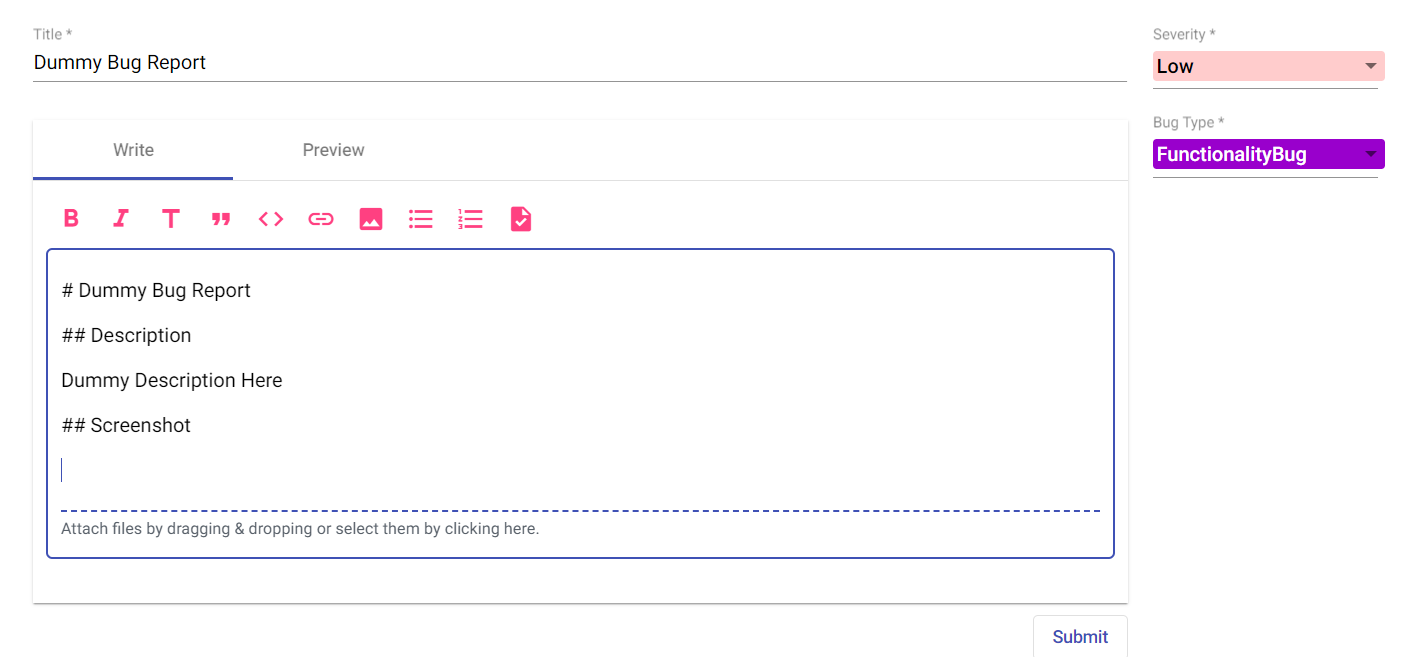 Title *
Dummy Bug Report
Severity *
Low
Bug Type *
FunctionalityBug
Write
Preview
# Dummy Bug Report
## Description
Dummy Description Here
## Screenshot
Attach files by dragging & dropping or select them by clicking here.
Submit